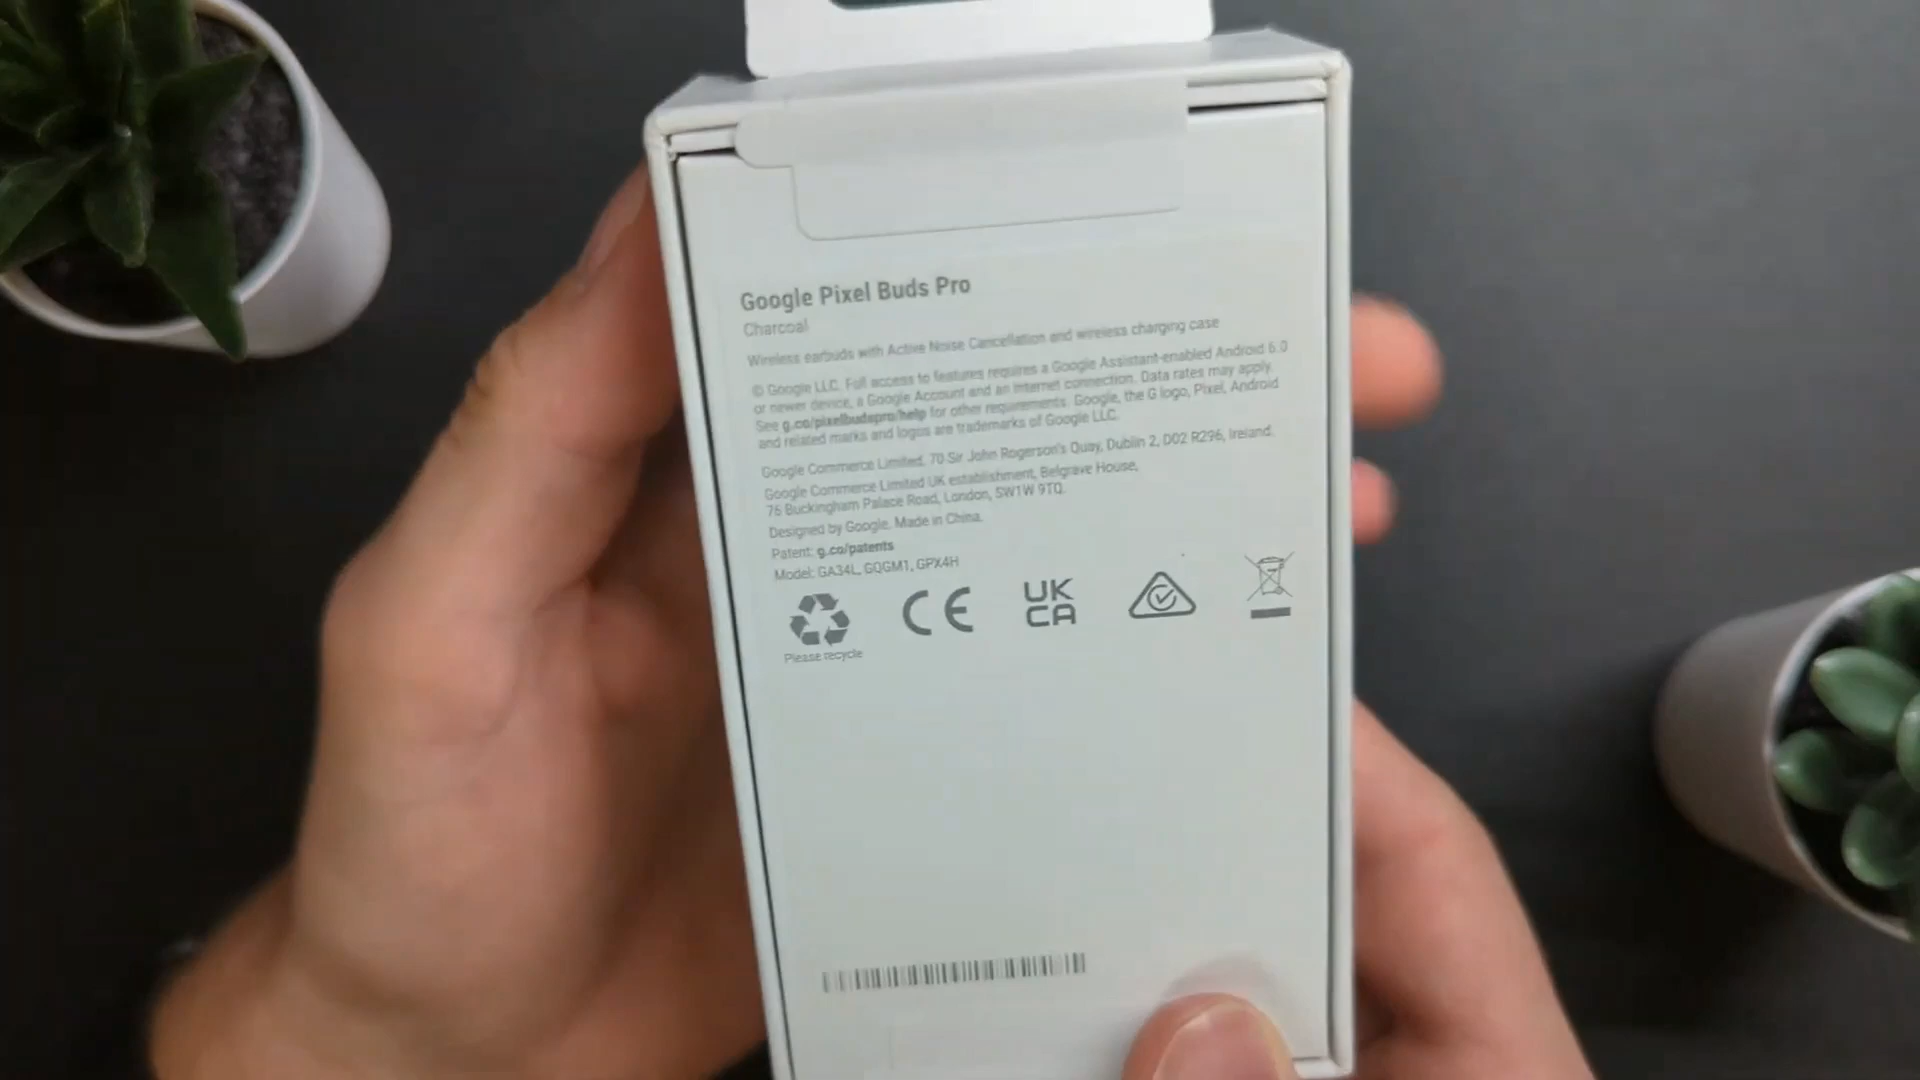 Google Pixel Buds Pro
Charcoal
Wireless earbuds with Active Noise Cancellation and wireless charging case
© Google LLC. Full access to features requires a Google Assistant-enabled Android 6.0
or newer device, a Google Account and an internet connection. Data rates may apply.
See g.co/pixelbudspro/help for other requirements. Google, the G logo, Pixel, Android
and related marks and logos are trademarks of Google LLC.
Google Commerce Limited, 70 Sir John Rogerson's Quay, Dublin 2, D02 R296, Ireland.
Google Commerce Limited UK establishment, Belgrave House,
76 Buckingham Palace Road, London, SW1W 9TQ.
Designed by Google. Made in China.
Patent: g.co/patents
Model: GA34L, GQGM1, GPX4H
CE
UK
CA
Please recycle